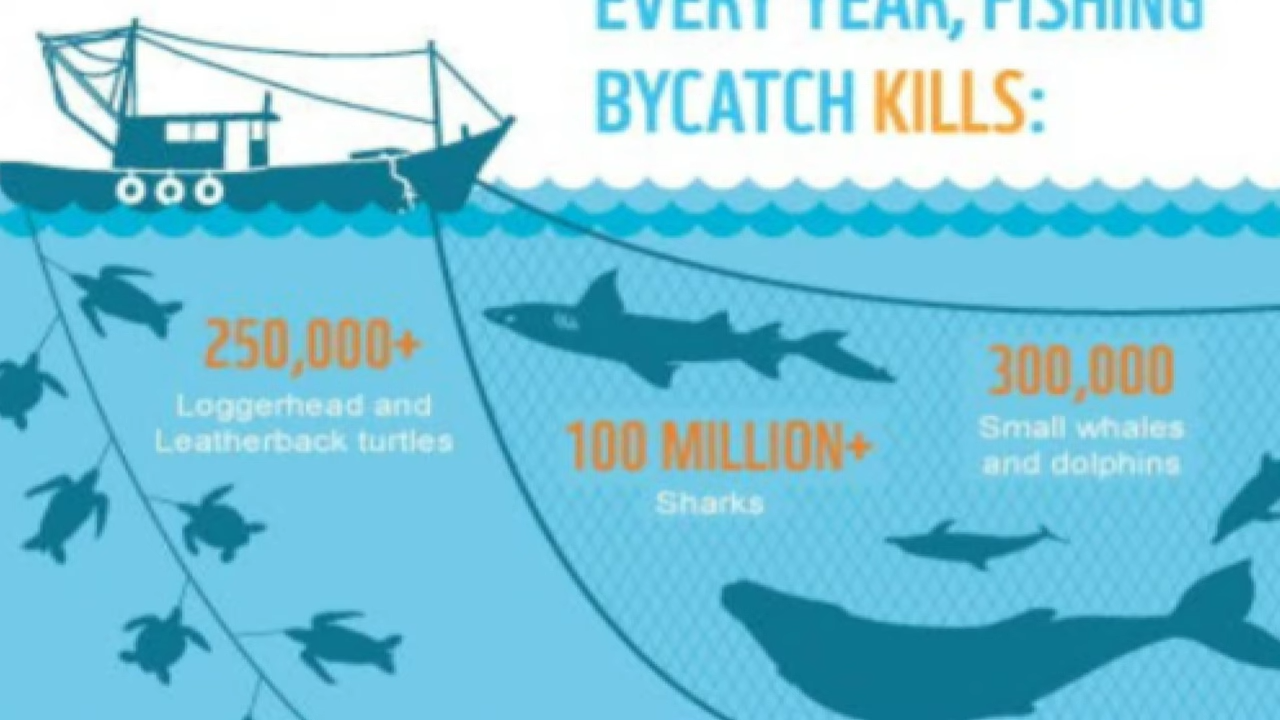 EVERY YEAR, FISHING
BYCATCH KILLS:
250,000+
Loggerhead and
Leatherback turtles
100 MILLION+
Sharks
300,000
Small whales
and dolphins